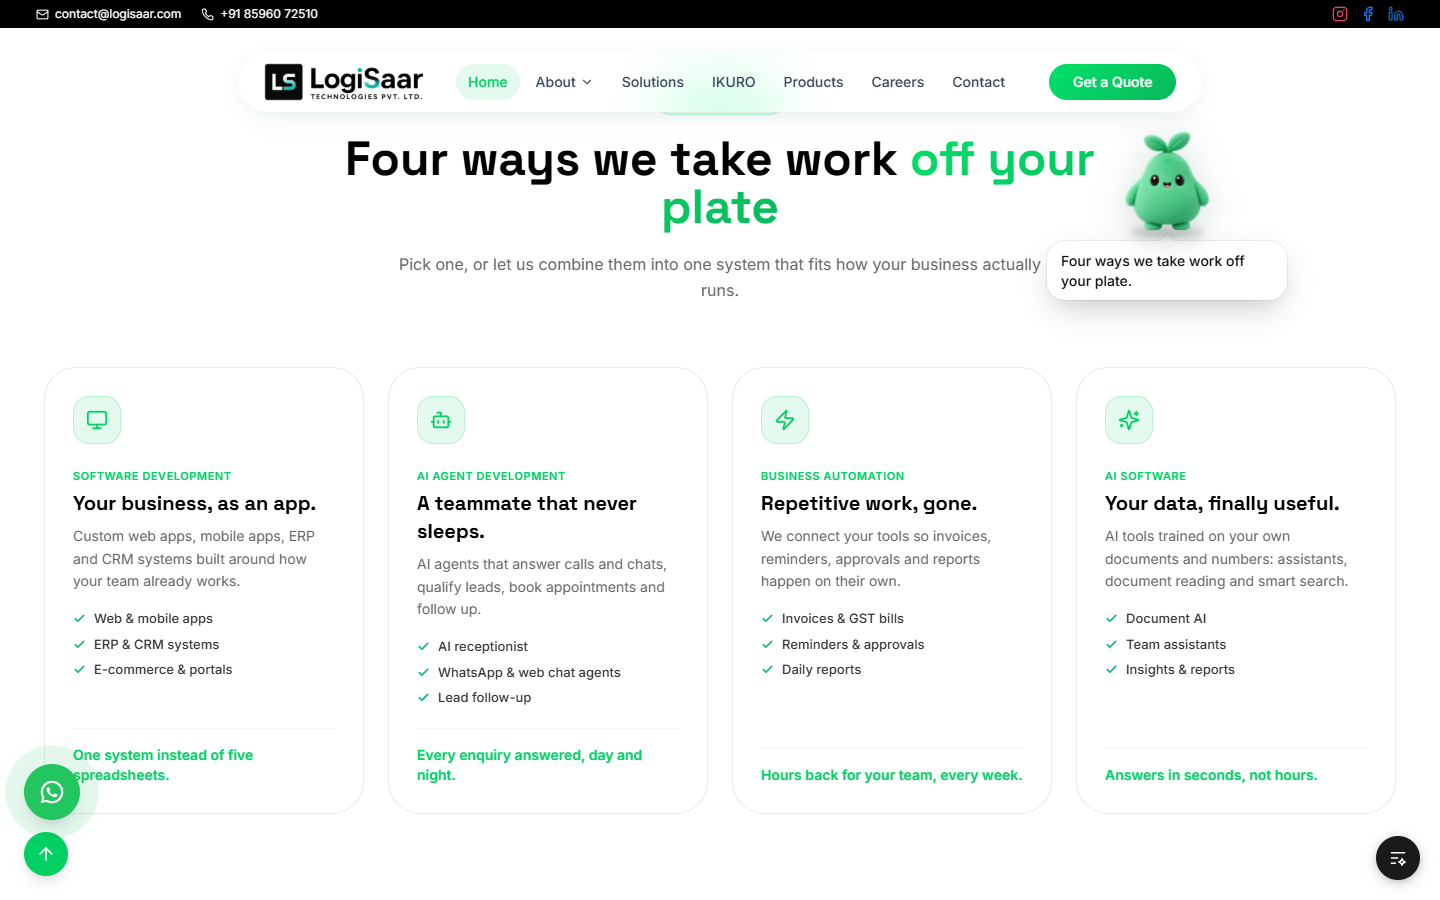 contact@logisaar.com +91 85960 72510
LS LogiSaar
TECHNOLOGIES PVT. LTD.
Home About Solutions IKURO Products Careers Contact Get a Quote
Four ways we take work off your
plate
Pick one, or let us combine them into one system that fits how your business actually
runs.
Four ways we take work off
your plate.
SOFTWARE DEVELOPMENT
Your business, as an app.
Custom web apps, mobile apps, ERP
and CRM systems built around how
your team already works.
Web & mobile apps
ERP & CRM systems
E-commerce & portals
One system instead of five
spreadsheets.
AI AGENT DEVELOPMENT
A teammate that never
sleeps.
AI agents that answer calls and chats,
qualify leads, book appointments and
follow up.
AI receptionist
WhatsApp & web chat agents
Lead follow-up
Every enquiry answered, day and
night.
BUSINESS AUTOMATION
Repetitive work, gone.
We connect your tools so invoices,
reminders, approvals and reports
happen on their own.
Invoices & GST bills
Reminders & approvals
Daily reports
Hours back for your team, every week.
AI SOFTWARE
Your data, finally useful.
AI tools trained on your own
documents and numbers: assistants,
document reading and smart search.
Document AI
Team assistants
Insights & reports
Answers in seconds, not hours.